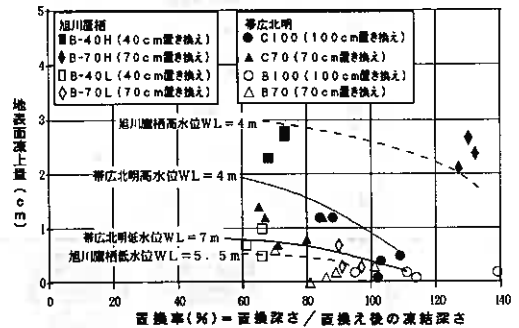 旭川鷹栖
■B-40H(40cm置き換え)
◆B-70H(70cm置き換え)
□B-40L(40cm置き換え)
◇B-70L(70cm置き換え)
帯広北明
●C100(100cm置き換え)
▲C70(70cm置き換え)
○B100(100cm置き換え)
△B70(70cm置き換え)
地表面凍上量(cm)
5
4
3
2
1
0
旭川鷹栖高水位WL=4m
帯広北明高水位WL=4m
帯広北明低水位WL=7m
旭川鷹栖低水位WL=5.5m
0 20 40 60 80 100 120 140
置換率(%)=置換深さ/置換え後の凍結深さ